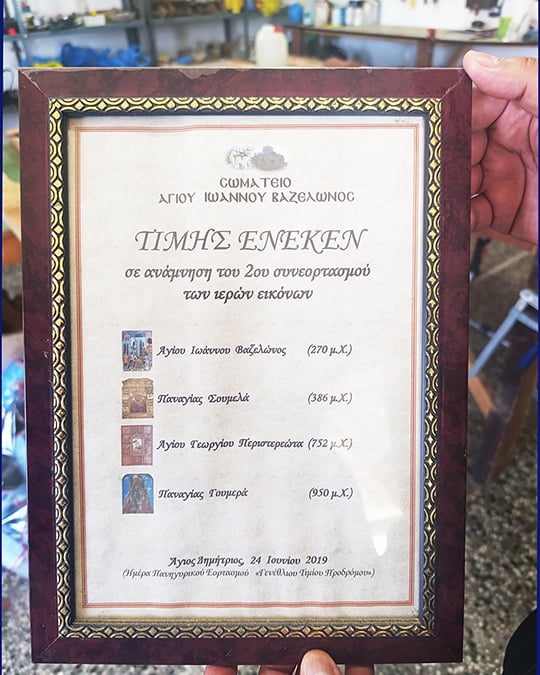 ΣΩΜΑΤΕΙΟ
ΑΓΙΟΥ ΙΩΑΝΝΟΥ ΒΑΖΕΛΩΝΟΣ
ΤΙΜΗΣ ΕΝΕΚΕΝ
σε ανάμνηση του 2ου συνεορτασμού
των ιερών εικόνων
Αγίου Ιωάννου Βαζελώνος (270 μ.Χ.)
Παναγίας Σουμελά (386 μ.Χ.)
Αγίου Γεωργίου Περιστερεώτα (752 μ.Χ.)
Παναγίας Γουμερά (950 μ.Χ.)
Άγιος Δημήτριος, 24 Ιουνίου 2019
(Ημέρα Πανηγυρικού Εορτασμού «Γενέθλιου Τιμίου Προδρόμου»)